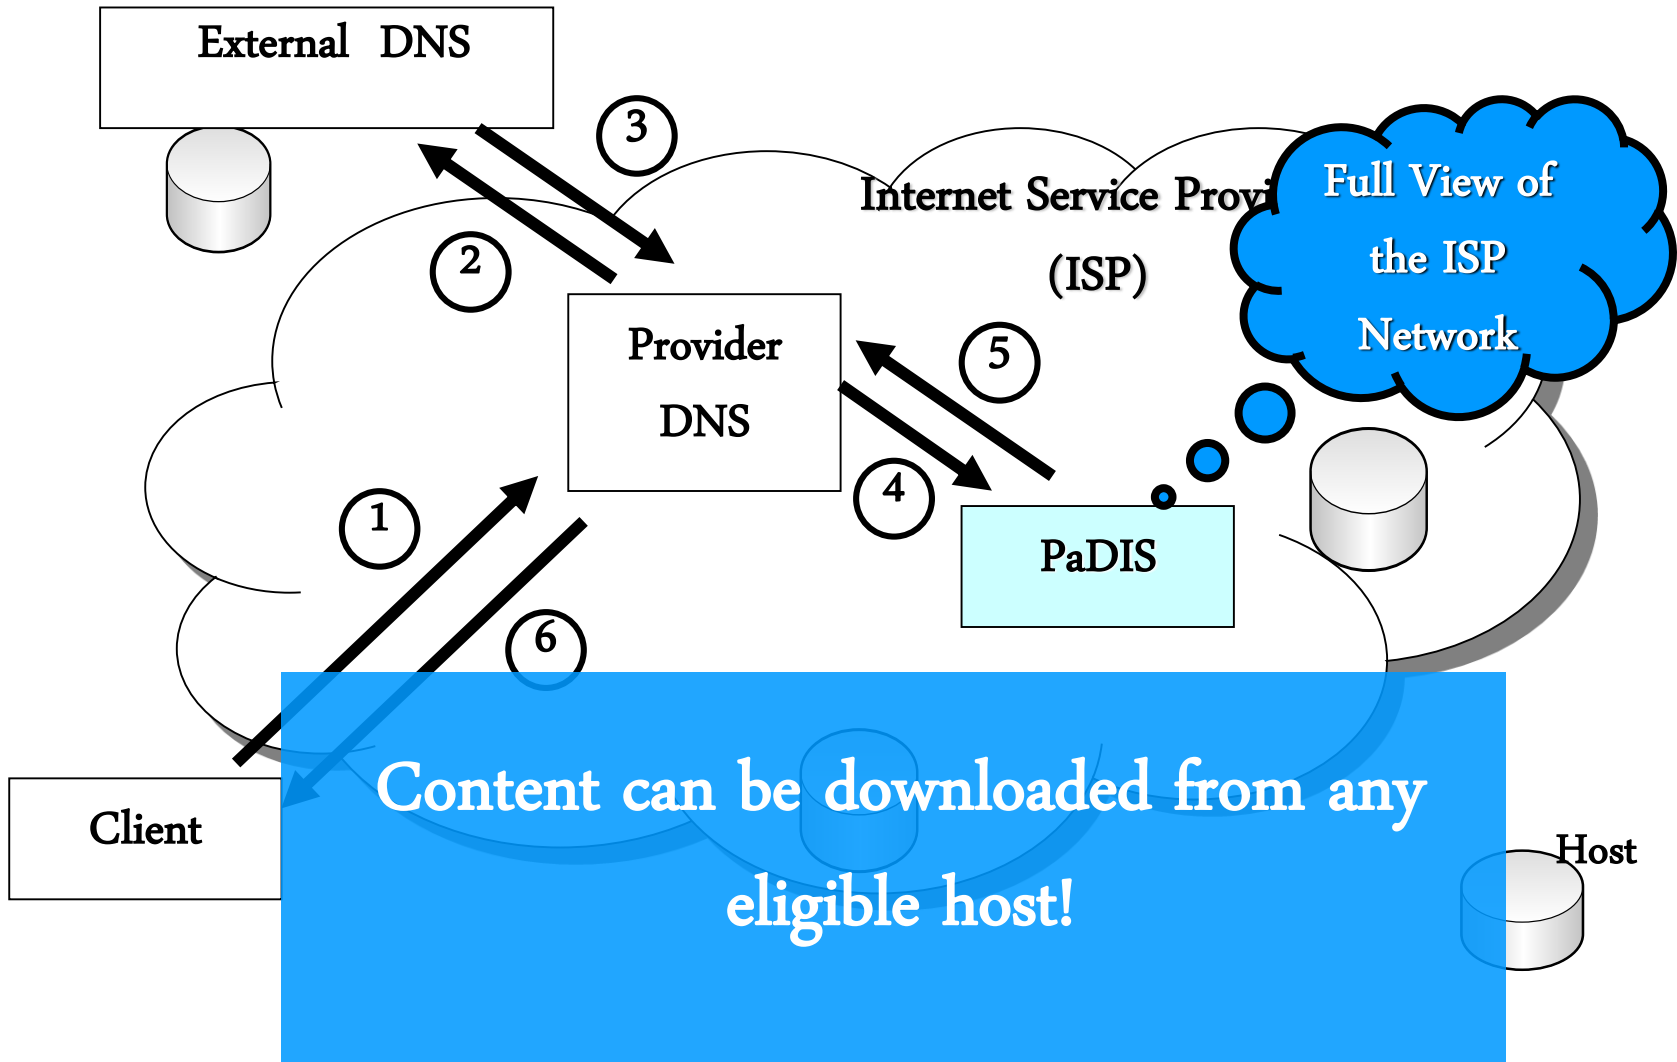 External DNS
3
Internet Service Provi
(ISP)
Full View of
the ISP
Network
2
Provider
DNS
5
4
1
PaDIS
6
Content can be downloaded from any
eligible host!
Client
Host